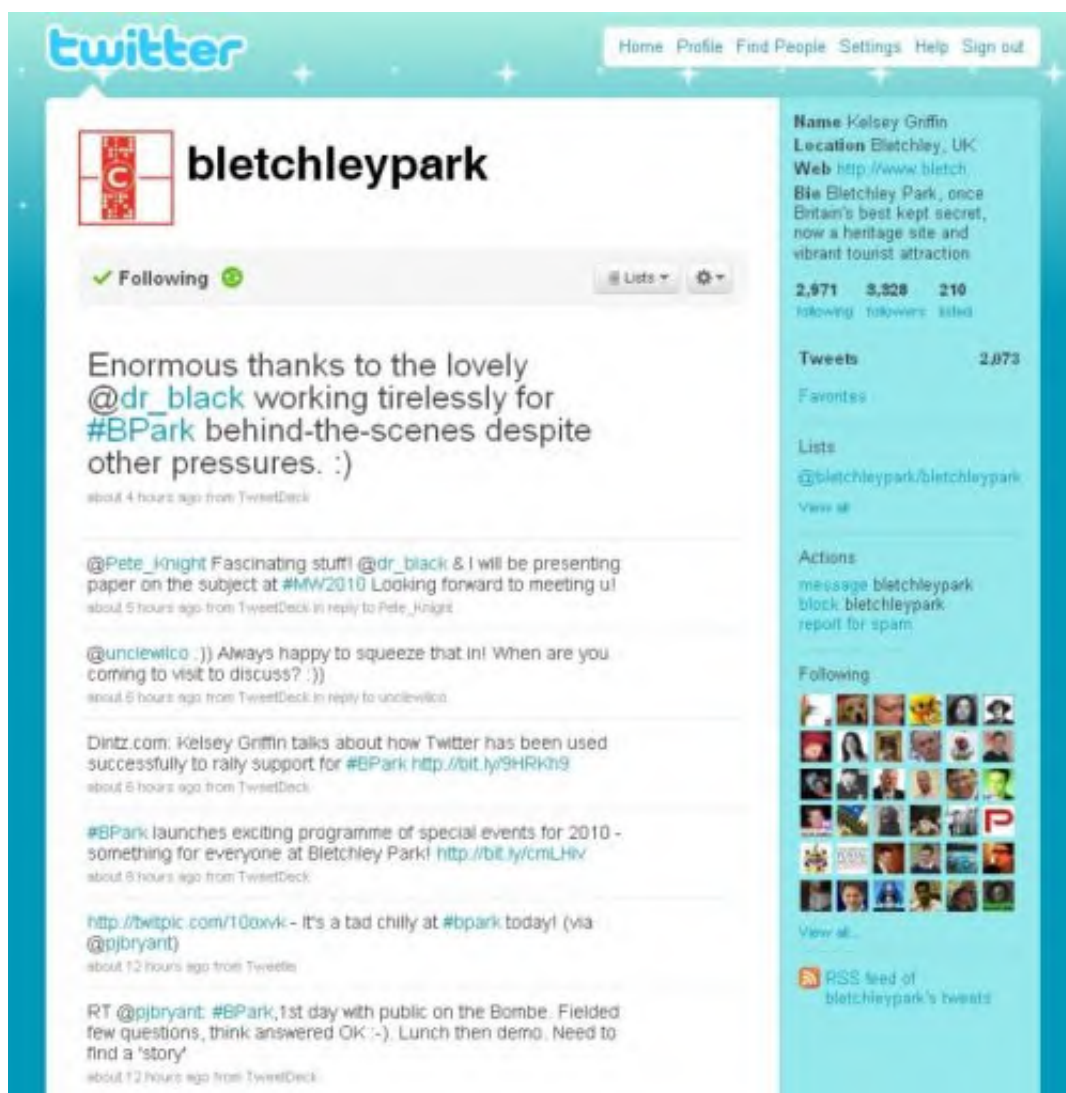 twitter
Home Profile Find People Settings Help Sign out
bletchleypark
Following
Lists
Enormous thanks to the lovely
@dr_black working tirelessly for
#BPark behind-the-scenes despite
other pressures. :)
about 4 hours ago from TweetDeck
@Pete_Knight Fascinating stuff! @dr_black & I will be presenting
paper on the subject at #MW2010 Looking forward to meeting u!
about 5 hours ago from TweetDeck in reply to Pete_Knight
@unclewilco :)) Always happy to squeeze that in! When are you
coming to visit to discuss? :))
about 6 hours ago from TweetDeck in reply to unclewilco
Dintz.com: Kelsey Griffin talks about how Twitter has been used
successfully to rally support for #BPark http://bit.ly/9HRKh9
about 6 hours ago from TweetDeck
#BPark launches exciting programme of special events for 2010 -
something for everyone at Bletchley Park! http://bit.ly/cmLHiv
about 6 hours ago from TweetDeck
http://twitpic.com/10oxvk - It's a tad chilly at #bpark today! (via
@pjbryant)
about 12 hours ago from Tweetie
RT @pjbryant: #BPark,1st day with public on the Bombe. Fielded
few questions, think answered OK :-). Lunch then demo. Need to
find a 'story'
about 12 hours ago from TweetDeck
Name Kelsey Griffin
Location Bletchley, UK
Web http://www.bletch
Bio Bletchley Park, once
Britain's best kept secret,
now a heritage site and
vibrant tourist attraction
2,971 3,328 210
following followers listed
Tweets 2,073
Favorites
Lists
@bletchleypark/bletchleypark
View all
Actions
message bletchleypark
block bletchleypark
report for spam
Following
View all...
RSS feed of
bletchleypark's tweets